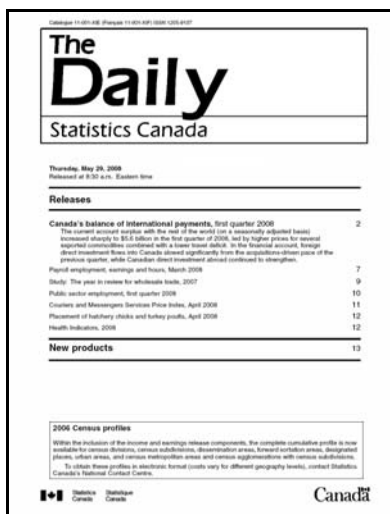 Catalogue 11-001-XIE (Français 11-001-XIF) ISSN 1205-9137
The
Daily
Statistics Canada
Thursday, May 29, 2008
Released at 8:30 a.m. Eastern time
Releases
Canada's balance of international payments, first quarter 2008 2
The current account surplus with the rest of the world (on a seasonally adjusted basis)
increased sharply to $5.6 billion in the first quarter of 2008, led by higher prices for several
exported commodities combined with a lower travel deficit. In the financial account, foreign
direct investment flows into Canada slowed significantly from the acquisitions-driven pace of the
previous quarter, while Canadian direct investment abroad continued to strengthen.
Payroll employment, earnings and hours, March 2008 7
Study: The year in review for wholesale trade, 2007 9
Public sector employment, first quarter 2008 10
Couriers and Messengers Services Price Index, April 2008 11
Placement of hatchery chicks and turkey poults, April 2008 12
Health Indicators, 2008 12
New products 13
2006 Census profiles
Within the inclusion of the income and earnings release components, the complete cumulative profile is now
available for census divisions, census subdivisions, dissemination areas, forward sortation areas, designated
places, urban areas, and census metropolitan areas and census agglomerations with census subdivisions.
To obtain these profiles in electronic format (costs vary for different geography levels), contact Statistics
Canada's National Contact Centre.
Statistics Statistique
Canada Canada
Canada